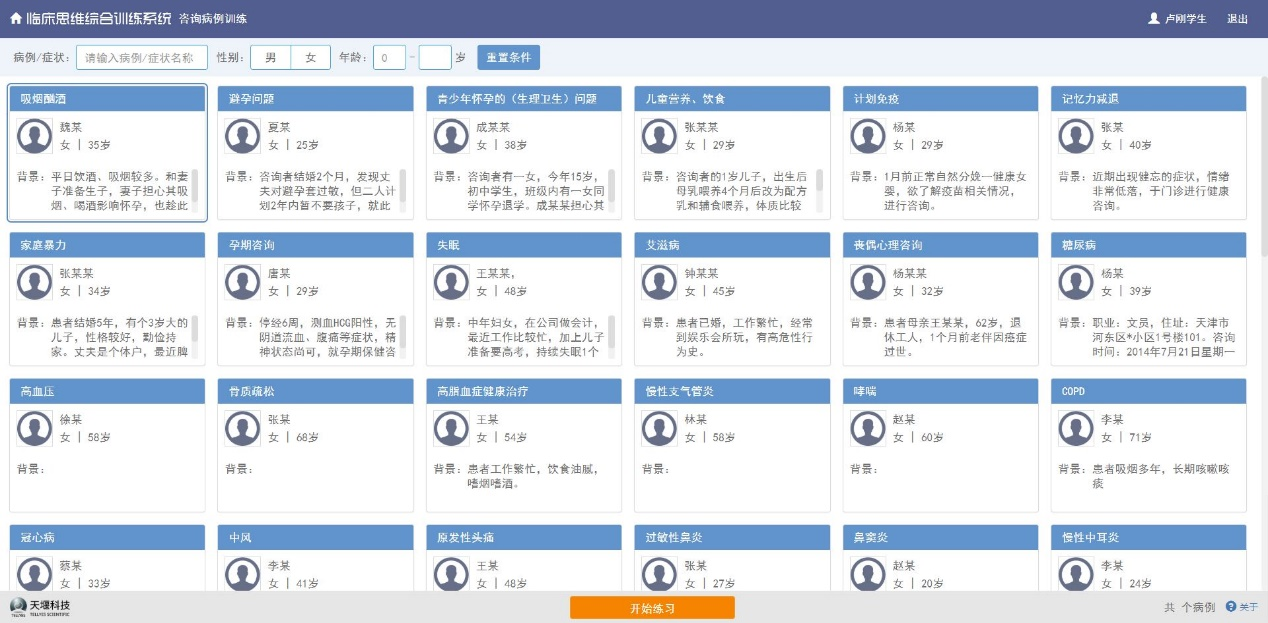 临床思维综合训练系统 咨询病例训练 卢刚学生 退出
病例/症状: 请输入病例/症状名称 性别: 男 女 年龄: 0 - 岁 重置条件
吸烟酗酒
魏某
女 | 35岁
背景: 平日饮酒、吸烟较多。和妻
子准备生子, 妻子担心其吸
烟、喝酒影响怀孕, 也趁此
避孕问题
夏某
女 | 25岁
背景: 咨询者结婚2个月, 发现丈
夫对避孕套过敏, 但二人计
划2年内暂不要孩子, 就此
青少年怀孕的（生理卫生）问题
成某某
女 | 38岁
背景: 咨询者有一女, 今年15岁,
初中学生, 班级内有一女同
学怀孕退学。成某某担心其
儿童营养、饮食
张某某
女 | 29岁
背景: 咨询者的1岁儿子, 出生后
母乳喂养4个月后改为配方
乳和辅食喂养, 体质比较
计划免疫
杨某
女 | 29岁
背景: 1月前正常自然分娩一健康女
婴, 欲了解疫苗相关情况,
进行咨询。
记忆力减退
张某
女 | 40岁
背景: 近期出现健忘的症状, 情绪
非常低落, 于门诊进行健康
咨询。
家庭暴力
张某某
女 | 34岁
背景: 患者结婚5年, 有个3岁大的
儿子, 性格较好, 勤俭持
家。丈夫是个体户, 最近脾
孕期咨询
唐某
女 | 29岁
背景: 停经6周, 测血HCG阳性, 无
阴道流血、腹痛等症状, 精
神状态尚可, 就孕期保健咨
失眠
王某某,
女 | 48岁
背景: 中年妇女, 在公司做会计,
最近工作比较忙, 加上儿子
准备要高考, 持续失眠1个
艾滋病
钟某某
女 | 45岁
背景: 患者已婚, 工作繁忙, 经常
到娱乐会所玩, 有高危性行
为史。
丧偶心理咨询
杨某某
女 | 32岁
背景: 患者母亲王某某, 62岁, 退
休工人, 1个月前老伴因癌症
过世。
糖尿病
杨某
女 | 39岁
背景: 职业: 文员, 住址: 天津市
河东区*小区1号楼101。咨询
时间: 2014年7月21日星期一
高血压
徐某
女 | 58岁
背景:
骨质疏松
张某
女 | 68岁
背景:
高脂血症健康治疗
王某
女 | 54岁
背景: 患者工作繁忙, 饮食油腻,
嗜烟嗜酒。
慢性支气管炎
林某
女 | 58岁
背景:
哮喘
赵某
女 | 60岁
背景:
COPD
李某
女 | 71岁
背景: 患者吸烟多年, 长期咳嗽咳
痰
冠心病
蔡某
女 | 33岁
中风
李某
女 | 41岁
原发性头痛
王某
女 | 48岁
过敏性鼻炎
张某
女 | 27岁
鼻窦炎
赵某
女 | 20岁
慢性中耳炎
李某
女 | 24岁
天堰科技
TELLYES SCIENTIFIC
开始练习
共 个病例 关于